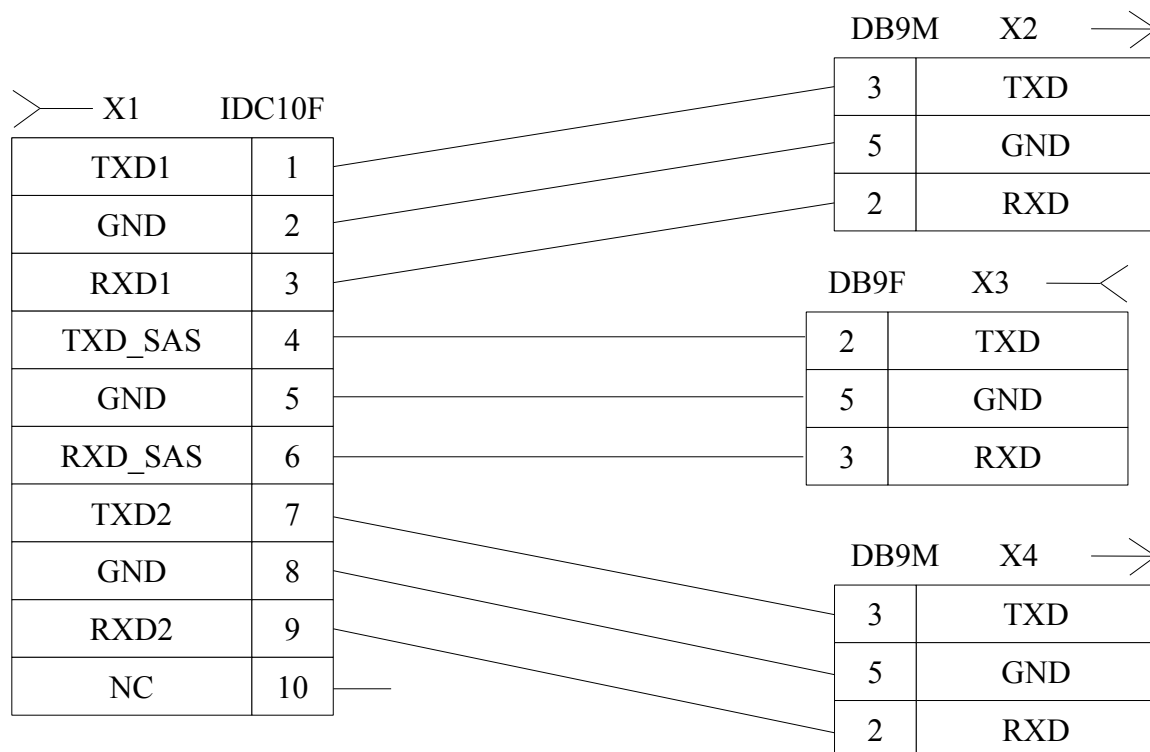 X1 IDC10F
TXD1 1
GND 2
RXD1 3
TXD_SAS 4
GND 5
RXD_SAS 6
TXD2 7
GND 8
RXD2 9
NC 10
DB9M X2
3 TXD
5 GND
2 RXD
DB9F X3
2 TXD
5 GND
3 RXD
DB9M X4
3 TXD
5 GND
2 RXD